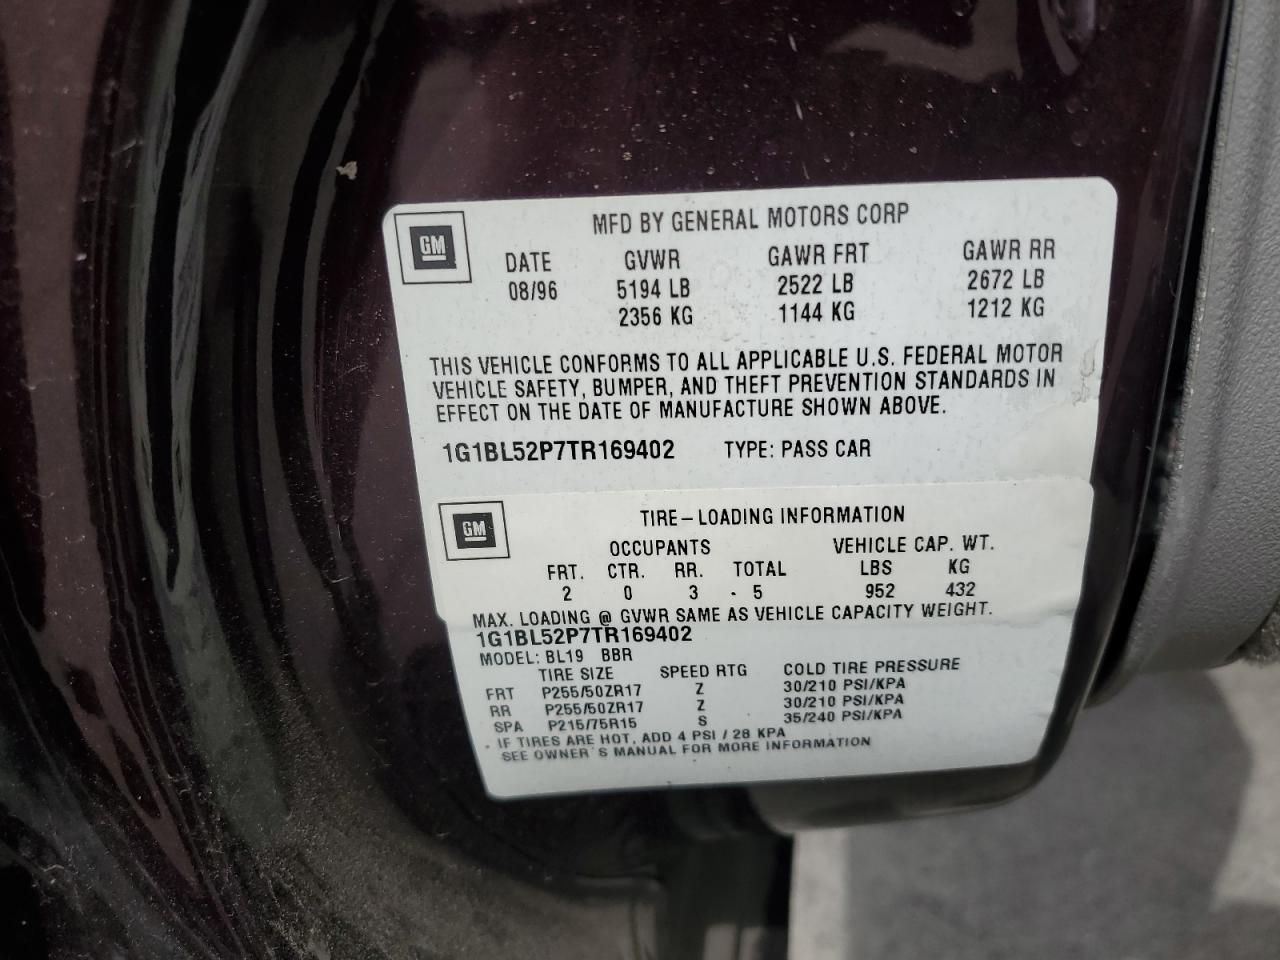 MFD BY GENERAL MOTORS CORP
GM
DATE GVWR GAWR FRT GAWR RR
08/96 5194 LB 2522 LB 2672 LB
2356 KG 1144 KG 1212 KG
THIS VEHICLE CONFORMS TO ALL APPLICABLE U.S. FEDERAL MOTOR
VEHICLE SAFETY, BUMPER, AND THEFT PREVENTION STANDARDS IN
EFFECT ON THE DATE OF MANUFACTURE SHOWN ABOVE.
1G1BL52P7TR169402 TYPE: PASS CAR
GM
TIRE-LOADING INFORMATION
OCCUPANTS VEHICLE CAP. WT.
FRT. CTR. RR. TOTAL LBS KG
2 0 3 - 5 952 432
MAX. LOADING @ GVWR SAME AS VEHICLE CAPACITY WEIGHT.
1G1BL52P7TR169402
MODEL: BL19 BBR
TIRE SIZE SPEED RTG COLD TIRE PRESSURE
FRT P255/50ZR17 Z 30/210 PSI/KPA
RR P255/50ZR17 Z 30/210 PSI/KPA
SPA P215/75R15 S 35/240 PSI/KPA
IF TIRES ARE HOT, ADD 4 PSI / 28 KPA
SEE OWNER'S MANUAL FOR MORE INFORMATION